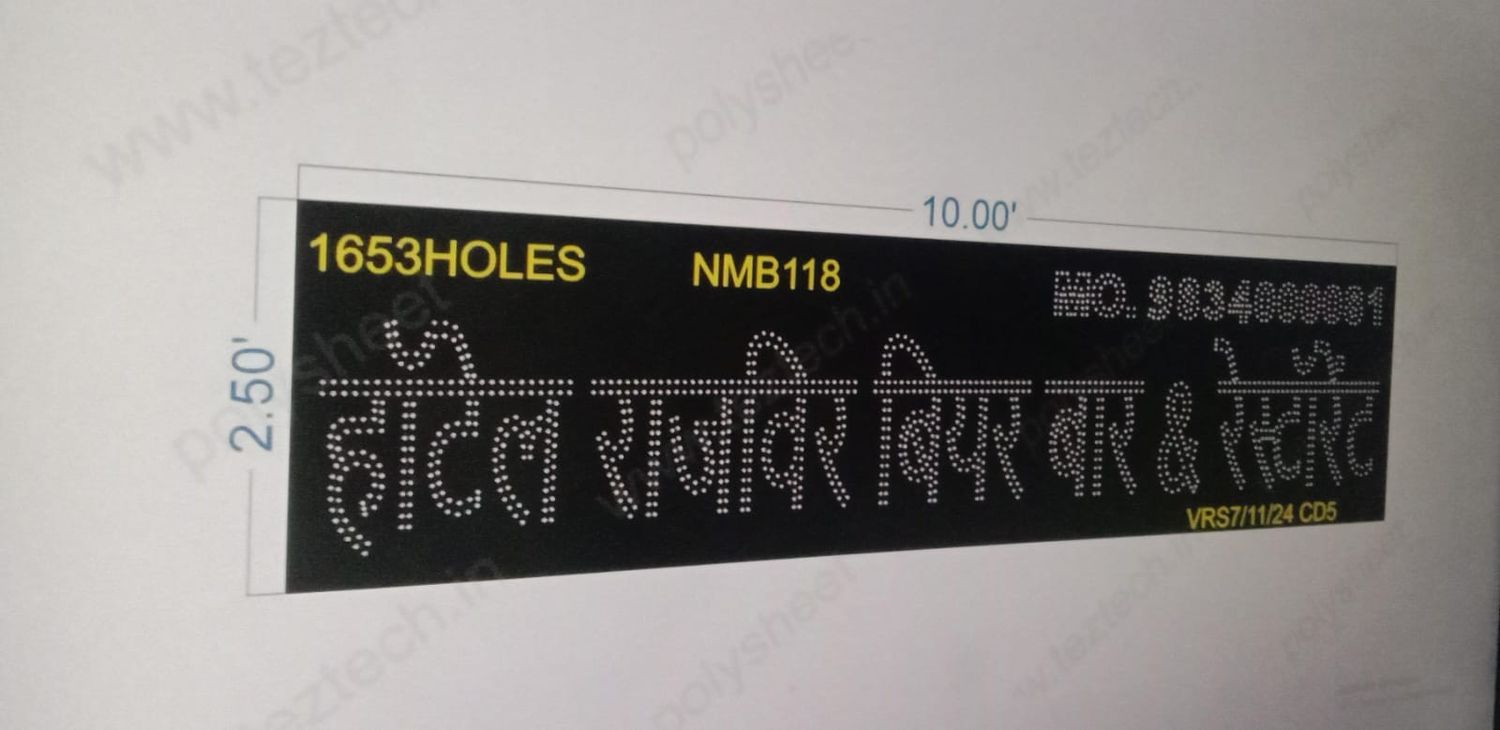 10.00'
2.50'
1653HOLES NMB118 MO.
हॉटेल राजविर बियर बार & रेस्टॉरेंट
VRS7/11/24 CD5
www.teztech.in
polysheet